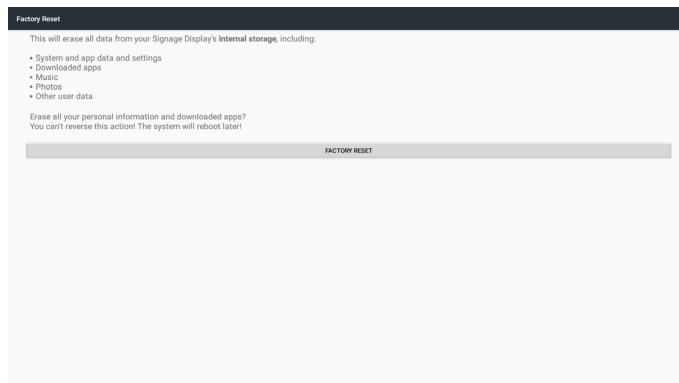 Factory Reset
This will erase all data from your Signage Display's internal storage, including:
• System and app data and settings
• Downloaded apps
• Music
• Photos
• Other user data
Erase all your personal information and downloaded apps?
You can't reverse this action! The system will reboot later!
FACTORY RESET